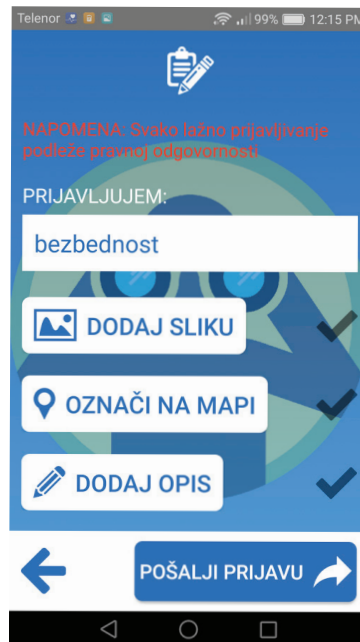 Telenor 99% 12:15 PM
NAPOMENA: Svako lažno prijavljivanje
podleže pravnoj odgovornosti
PRIJAVLJUJEM:
bezbednost
DODAJ SLIKU
OZNAČI NA MAPI
DODAJ OPIS
POŠALJI PRIJAVU